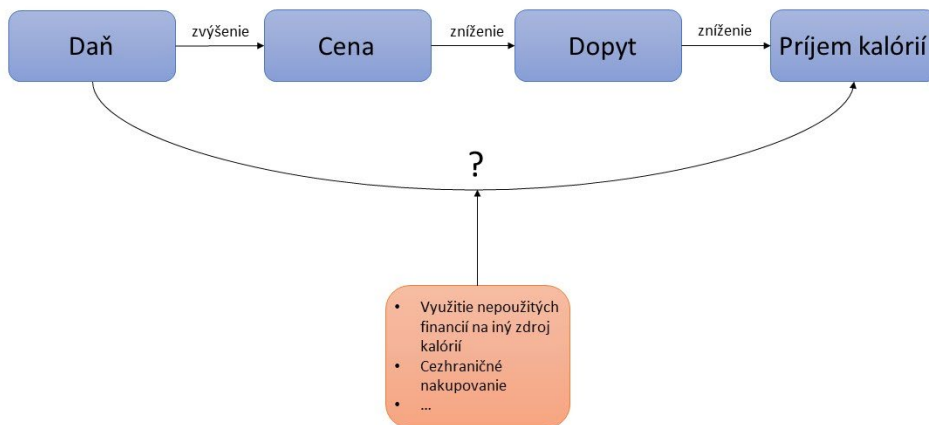 Daň
zvýšenie
Cena
zníženie
Dopyt
zníženie
Príjem kalórií
?
• Využitie nepoužitých
financií na iný zdroj
kalórií
• Cezhraničné
nakupovanie
• ...